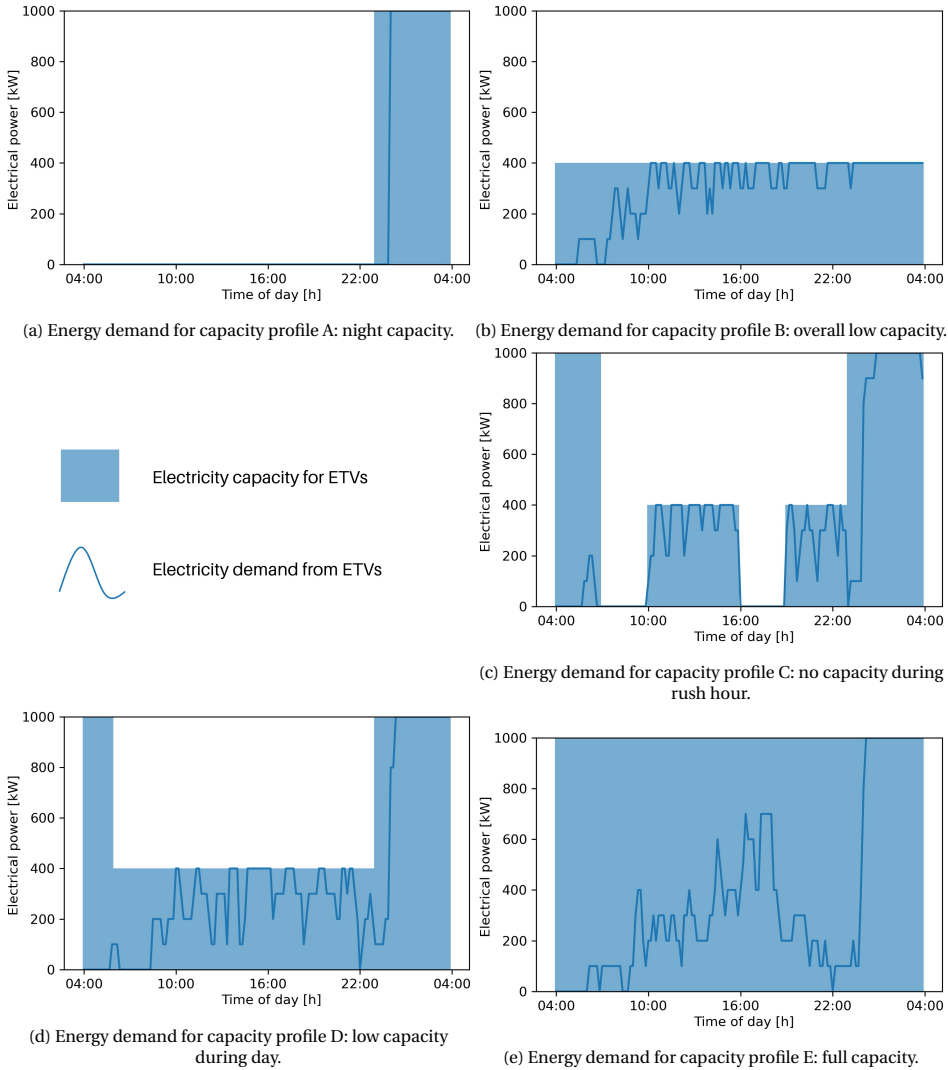 1000
800
600
400
200
0
Electrical power [kW]
04:00 10:00 16:00 22:00 04:00
Time of day [h]
(a) Energy demand for capacity profile A: night capacity.
1000
800
600
400
200
0
Electrical power [kW]
04:00 10:00 16:00 22:00 04:00
Time of day [h]
(b) Energy demand for capacity profile B: overall low capacity.
Electricity capacity for ETVs
Electricity demand from ETVs
1000
800
600
400
200
0
Electrical power [kW]
04:00 10:00 16:00 22:00 04:00
Time of day [h]
(c) Energy demand for capacity profile C: no capacity during
rush hour.
1000
800
600
400
200
0
Electrical power [kW]
04:00 10:00 16:00 22:00 04:00
Time of day [h]
(d) Energy demand for capacity profile D: low capacity
during day.
1000
800
600
400
200
0
Electrical power [kW]
04:00 10:00 16:00 22:00 04:00
Time of day [h]
(e) Energy demand for capacity profile E: full capacity.